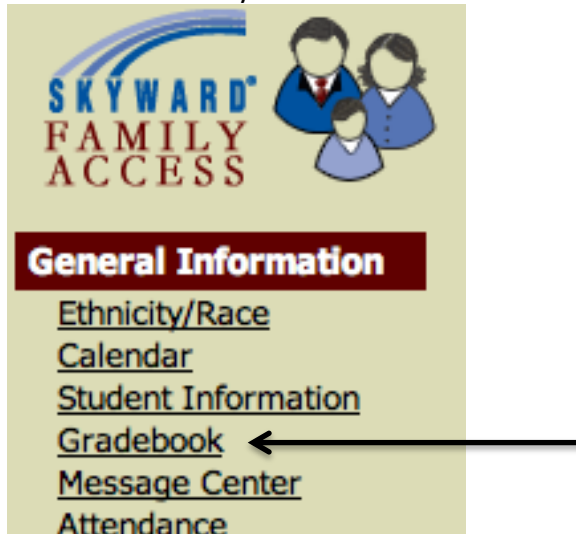 SKYWARD®
FAMILY
ACCESS
General Information
Ethnicity/Race
Calendar
Student Information
Gradebook
Message Center
Attendance